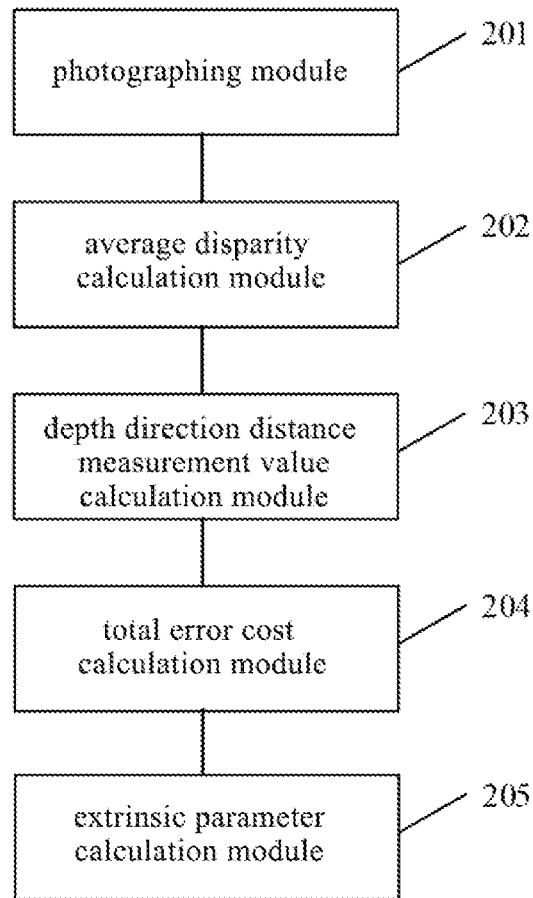 photographing module
201
average disparity
calculation module
202
depth direction distance
measurement value
calculation module
203
total error cost
calculation module
204
extrinsic parameter
calculation module
205